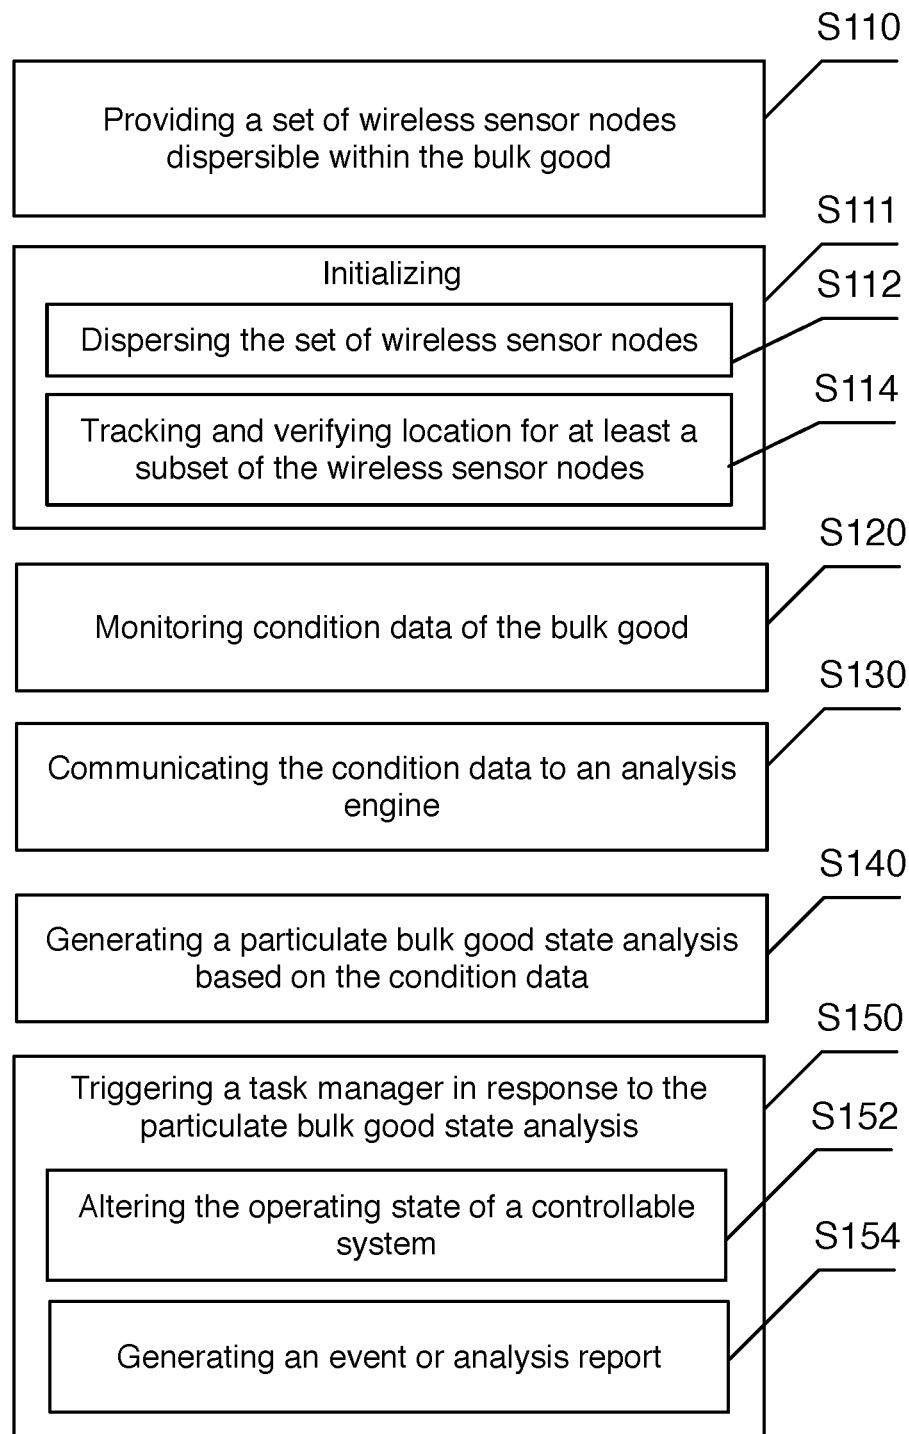 S110
Providing a set of wireless sensor nodes
dispersible within the bulk good
S111
Initializing
S112
Dispersing the set of wireless sensor nodes
S114
Tracking and verifying location for at least a
subset of the wireless sensor nodes
S120
Monitoring condition data of the bulk good
S130
Communicating the condition data to an analysis
engine
S140
Generating a particulate bulk good state analysis
based on the condition data
S150
Triggering a task manager in response to the
particulate bulk good state analysis
S152
Altering the operating state of a controllable
system
S154
Generating an event or analysis report